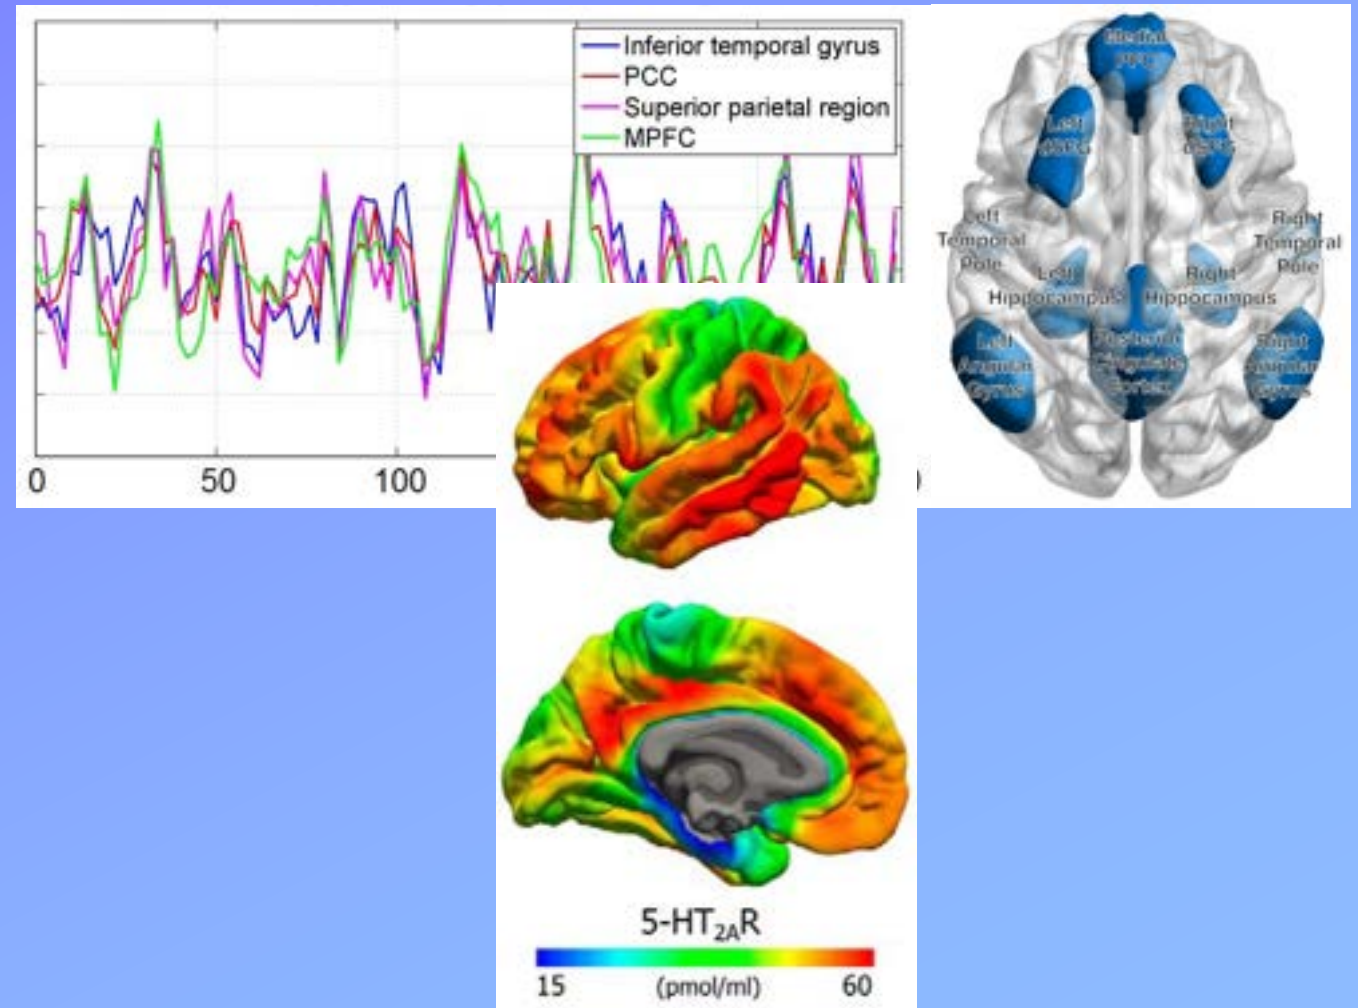 Inferior temporal gyrus
PCC
Superior parietal region
MPFC
0
50
100
Medial
PFC
Left
Right
Left
Temporal
Pole
Right
Temporal
Pole
Left
Hippocampus
Right
Hippocampus
Left
Angular
Gyrus
Posterior
Cingulate
Cortex
Right
Angular
Gyrus
5-HT2AR
15
(pmol/ml)
60